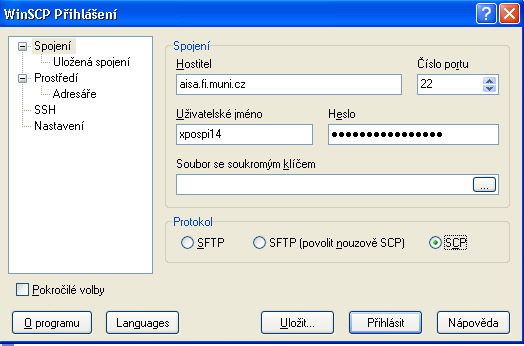 WinSCP Přihlášení
Spojení
Uložená spojení
Prostředí
Adresáře
SSH
Nastavení
Spojení
Hostitel
Číslo portu
aisa.fi.muni.cz
22
Uživatelské jméno
Heslo
xpospi14
●●●●●●●●●●●●●●●●
Soubor se soukromým klíčem
...
Protokol
SFTP
SFTP (povolit nouzově SCP)
SCP
Pokročilé volby
O programu
Languages
Uložit...
Přihlásit
Nápověda